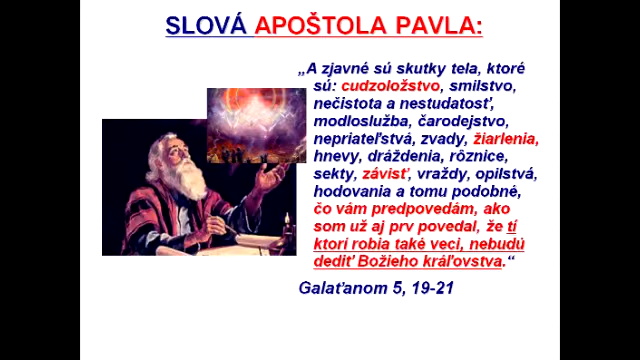 SLOVÁ APOŠTOLA PAVLA:
„A zjavné sú skutky tela, ktoré
sú: cudzoložstvo, smilstvo,
nečistota a nestudatosť,
modloslužba, čarodejstvo,
nepriateľstvá, zvady, žiarlenia,
hnevy, dráždenia, rôznice,
sekty, závisť, vraždy, opilstvá,
hodovania a tomu podobné,
čo vám predpovedám, ako
som už aj prv povedal, že tí
ktorí robia také veci, nebudú
dediť Božieho kráľovstva.“
Galaťanom 5, 19-21